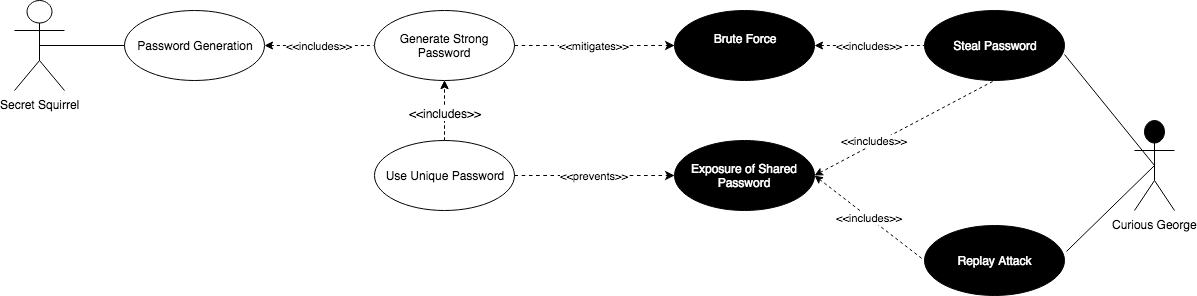 Secret Squirrel
Password Generation
<<includes>>
Generate Strong
Password
<<mitigates>>
Brute Force
<<includes>>
Steal Password
<<includes>>
<<includes>>
Use Unique Password
<<prevents>>
Exposure of Shared
Password
<<includes>>
Replay Attack
Curious George